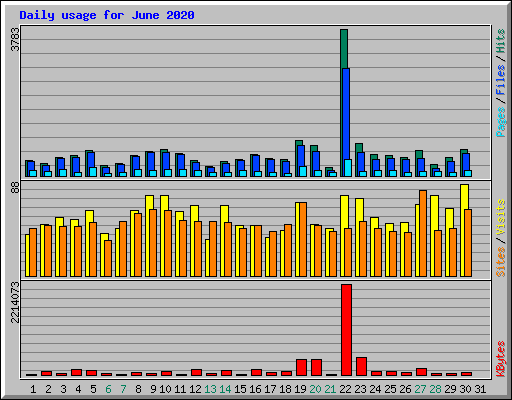 Daily usage for June 2020
3783
Pages / Files / Hits
88
Sites / Visits
2214073
KBytes
1 2 3 4 5 6 7 8 9 10 11 12 13 14 15 16 17 18 19 20 21 22 23 24 25 26 27 28 29 30 31